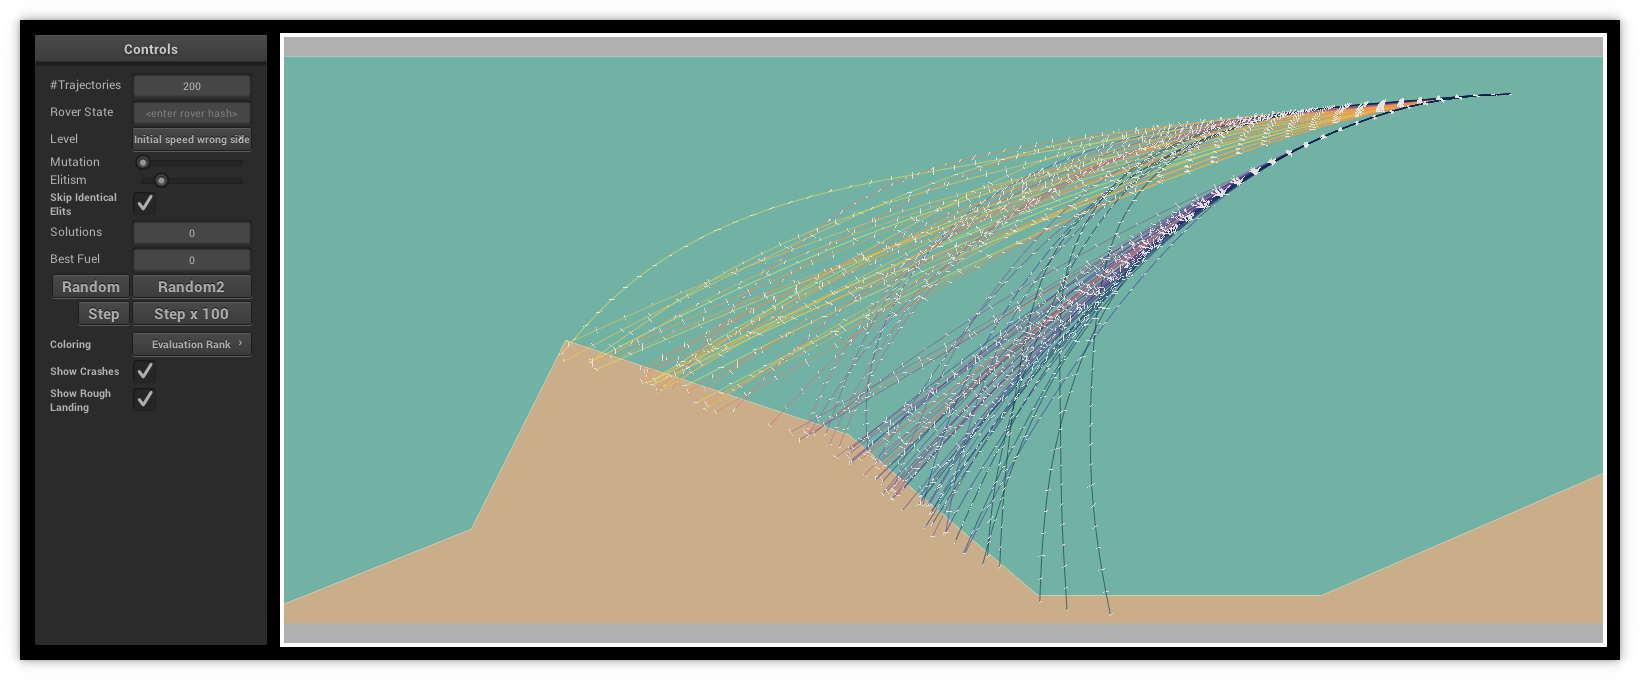 Controls
#Trajectories 200
Rover State <enter rover hash>
Level Initial speed wrong side
Mutation
Elitism
Skip Identical
Elits
Solutions 0
Best Fuel 0
Random Random2
Step Step x 100
Coloring Evaluation Rank ›
Show Crashes
Show Rough
Landing